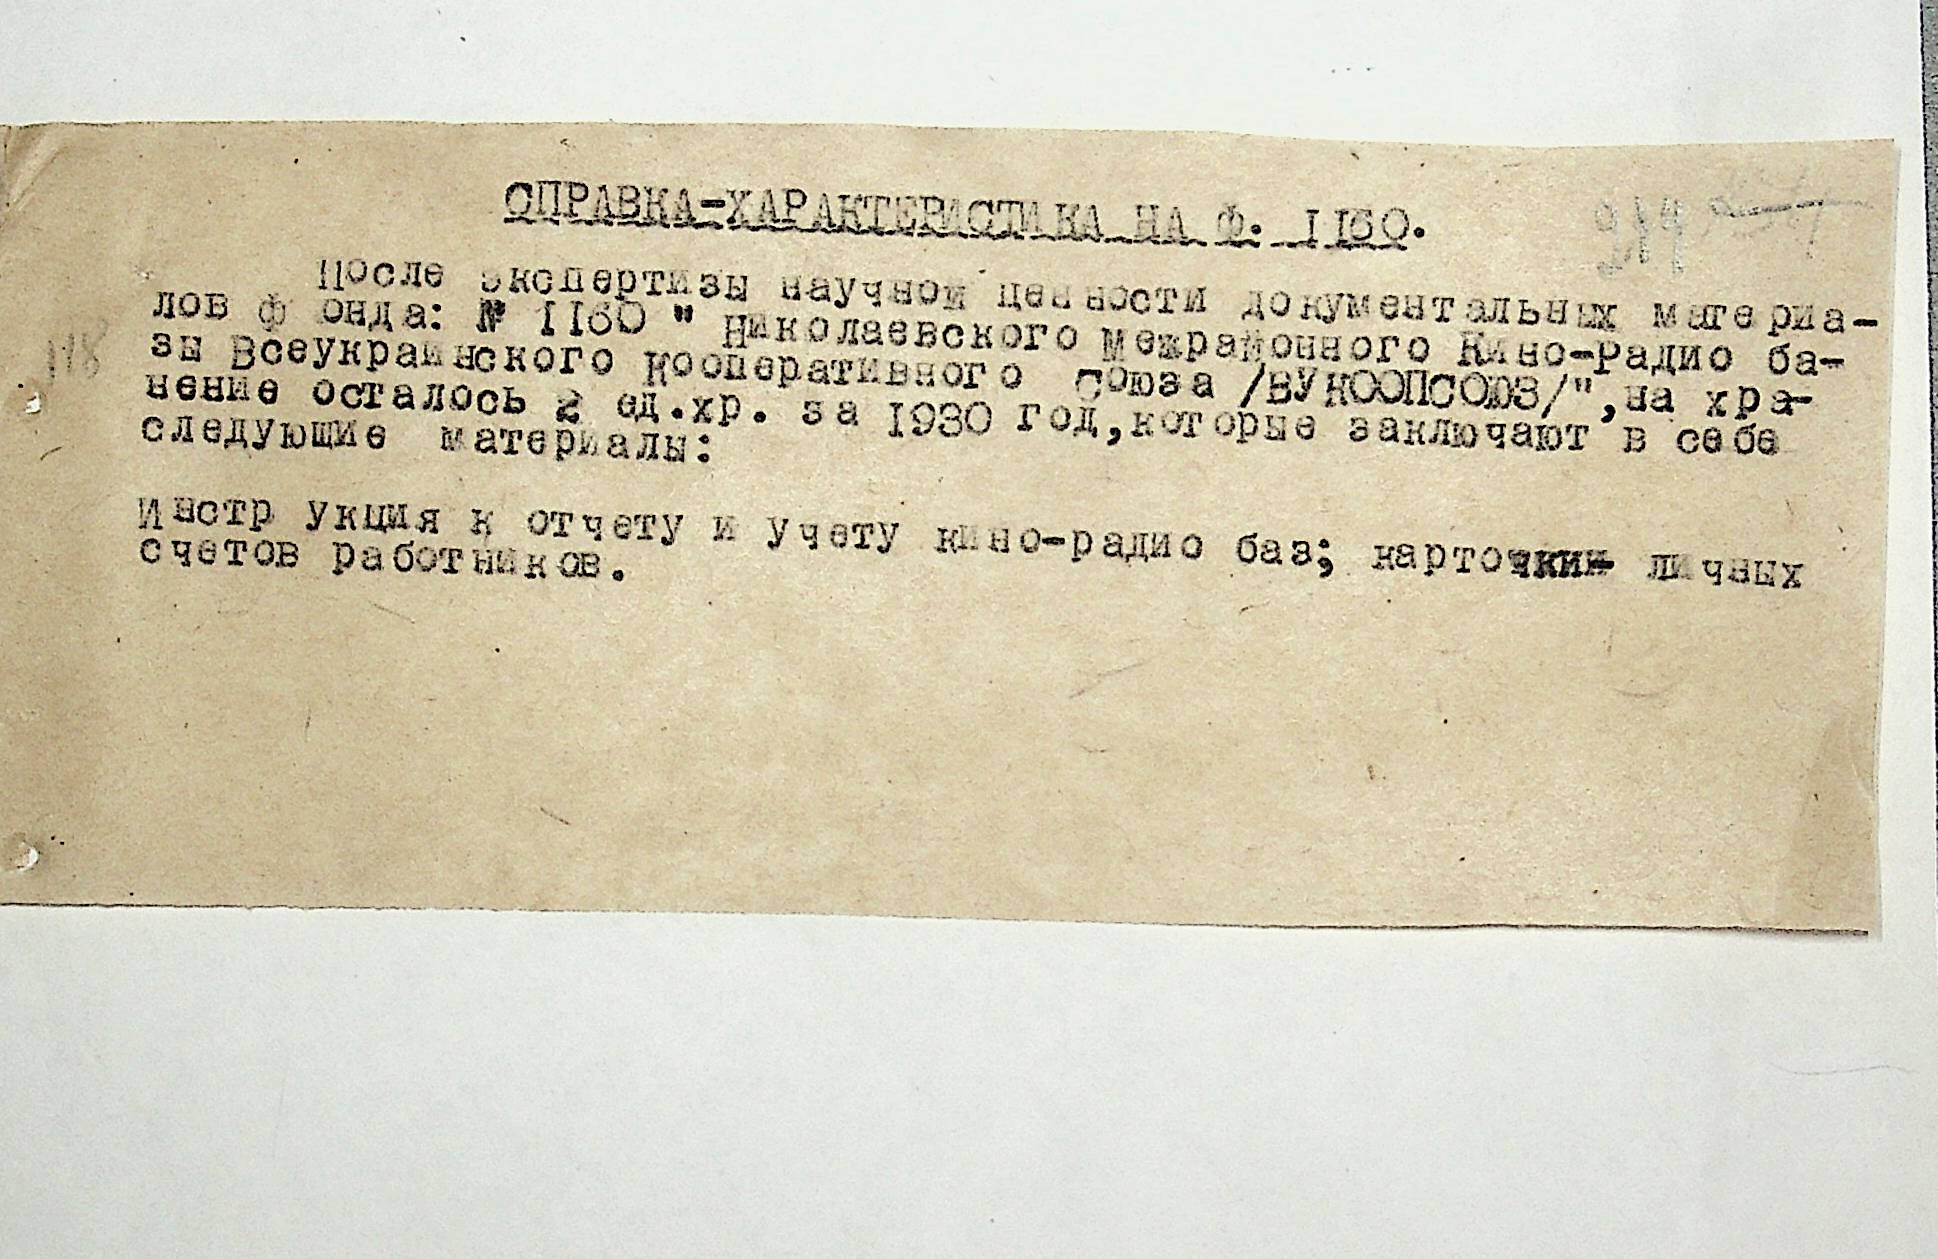 СПРАВКА-ХАРАКТЕРИСТИКА НА Ф. 1160.
После экспертизы научной ценности документальных материа-
лов фонда: № 1160 " Николаевского Межрайонного Кино-Радио ба-
зы Всеукраинского Кооперативного Союза /ВУКООПСОЮЗ/", на хра-
нение осталось 2 ед.хр. за 1930 год, которые заключают в себе
следующие материалы:
Инструкция к отчету и учету кино-радио баз; карточки личных
счетов работников.
118